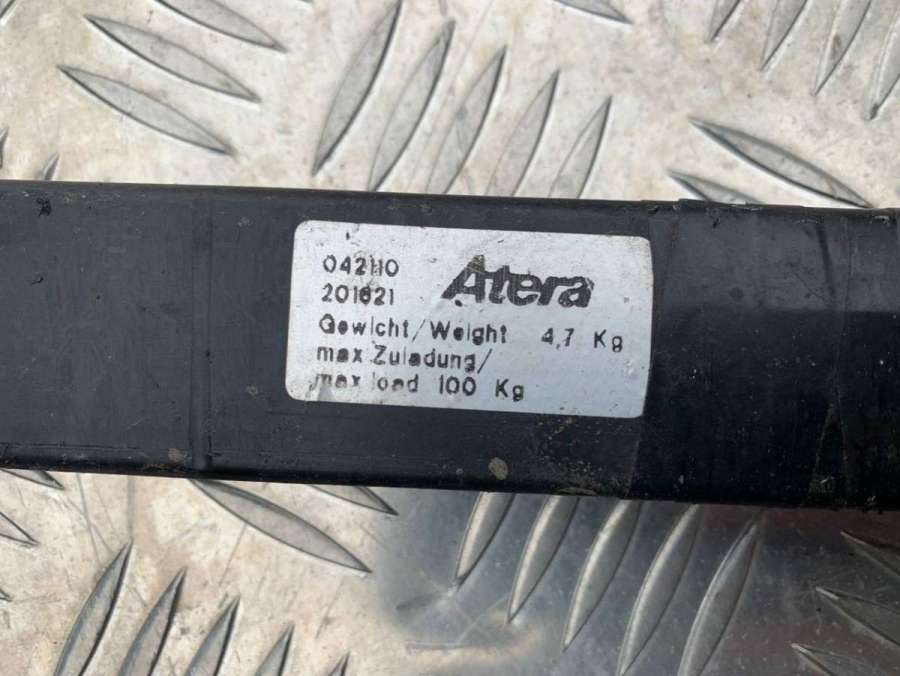 042110
201621
Atera
Gewicht/Weight 4,7 Kg
max Zuladung/
max load 100 Kg